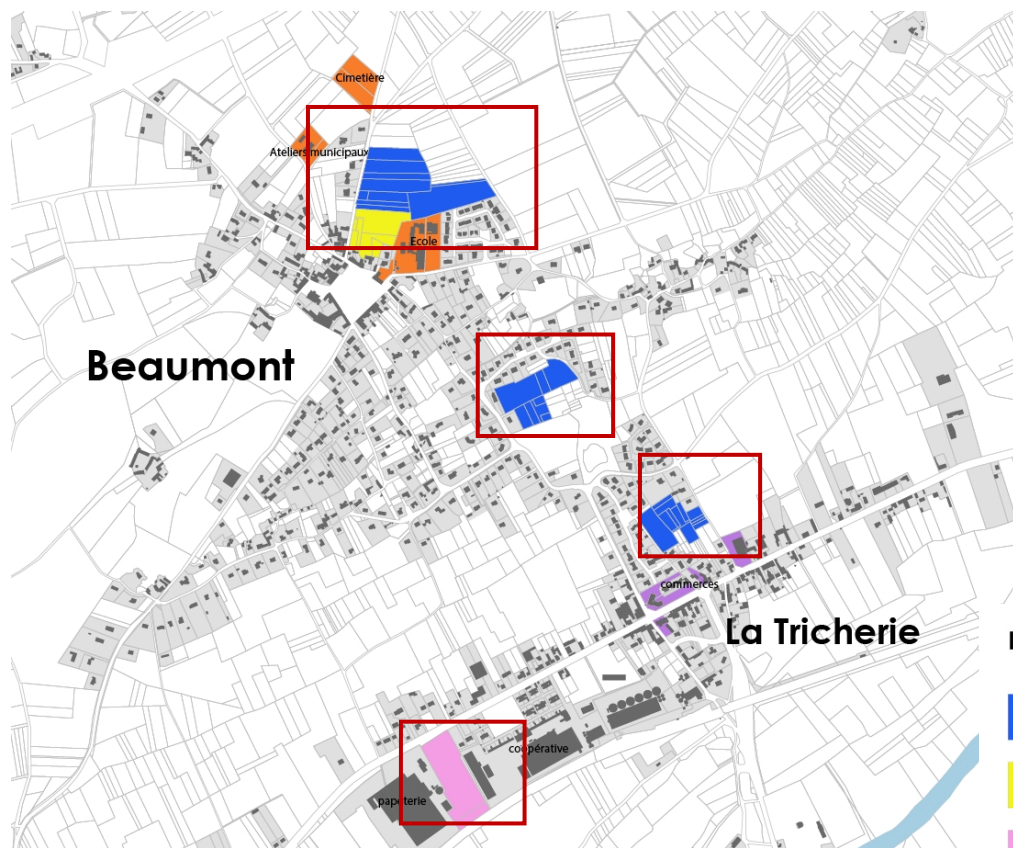 Cimetière
Ateliers municipaux
Ecole
Beaumont
commerces
La Tricherie
coopérative
papeterie